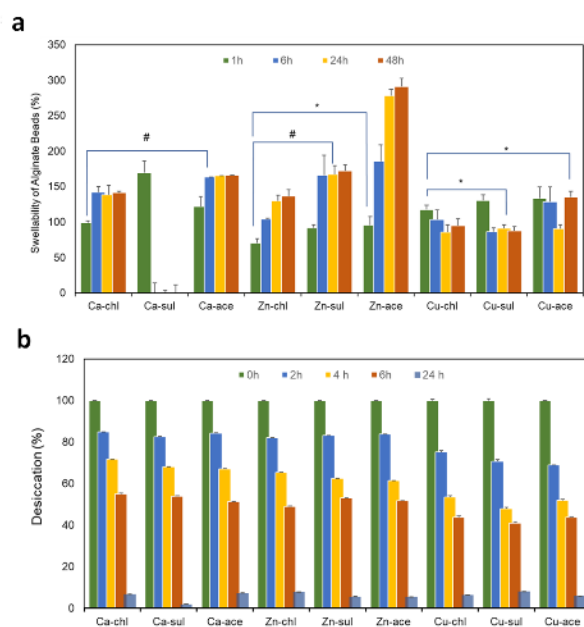 a
350
300
250
200
150
100
50
0
Swellability of Alginate Beads (%)
1h 6h 24h 48h
# * # * *
Ca-chl Ca-sul Ca-ace Zn-chl Zn-sul Zn-ace Cu-chl Cu-sul Cu-ace
b
120
100
80
60
40
20
0
Desiccation (%)
0h 2h 4 h 6h 24 h
Ca-chl Ca-sul Ca-ace Zn-chl Zn-sul Zn-ace Cu-chl Cu-sul Cu-ace